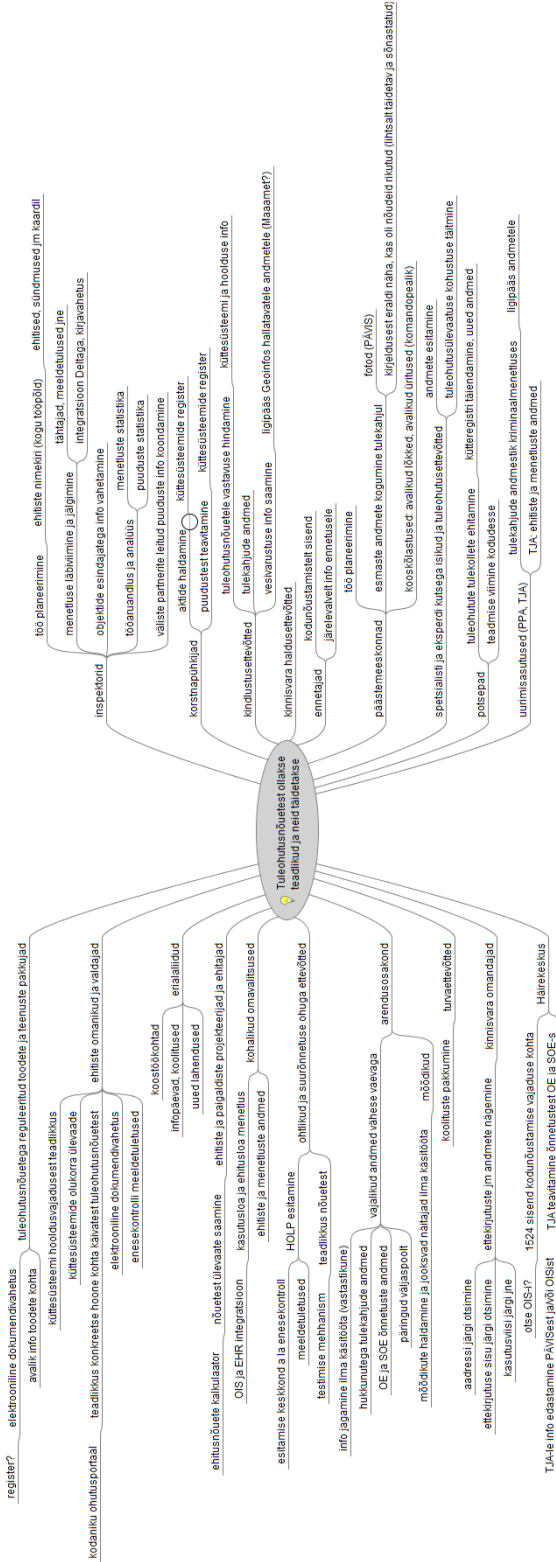 Tuleohutusnõuetest ollakse
teadlikud ja neid täidetakse
inspektorid
töö planeerimine
ehitiste nimekiri (kogu tööpõld)
ehitised, sündmused jm kaardil
menetluse läbiviimine ja jälgimine
tähtajad, meeldetulused jne
integratsioon Deltaga, kirjavahetus
objektide esindajatega info vahetamine
tööaruandlus ja analüüs
menetluste statistika
puuduste statistika
väliste partnerite leitud puuduste info koondamine
korstnapühkijad
aktide haldamine
küttesüsteemide register
puudustest teavitamine
küttesüsteemide register
kindlustusettevõtted
tuleohutusnõuetele vastavuse hindamine
küttesüsteemi ja hoolduse info
tulekahjude andmed
vesivarustuse info saamine
ligipääs Geoinfos hallatavatele andmetele (Maaamet?)
kinnisvara haldusettevõtted
ennetajad
kodunõustamistelt sisend
järelevalvelt info ennetusele
päästemeeskonnad
töö planeerimine
esmaste andmete kogumine tulekahjul
fotod (PÄVIS)
kirjeldusest eraldi näha, kas oli nõudeid rikutud (lihtsalt täidetav ja sõnastatud)
kooskõlastused: avalikud lõkked, avalikud üritused (komandopealik)
spetsialisti ja eksperdi kutsega isikud ja tuleohutusettevõtted
andmete esitamine
tuleohutusülevaatuse kohustuse täitmine
potsepad
tuleohutute tulekollete ehitamine
kütteregistri täiendamine, uued andmed
teadmise viimine kodudesse
uurimisasutused (PPA, TJA)
tulekahjude andmestik kriminaalmenetluses
ligipääs andmetele
TJA: ehitiste ja menetluste andmed
tuleohutusnõuetega reguleeritud toodete ja teenuste pakkujad
elektrooniline dokumendivahetus
register?
avalik info toodete kohta
ehitiste omanikud ja valdajad
küttesüsteemi hooldusvajadusest teadlikkus
küttesüsteemide olukorra ülevaade
teadlikkus konkreetse hoone kohta käivatest tuleohutusnõuetest
kodaniku ohutusportaal
elektrooniline dokumendivahetus
enesekontrolli meeldetuletused
erialaliidud
koostöökohtad
infopäevad, koolitused
uued lahendused
ehitiste ja paigaldiste projekteerijad ja ehitajad
nõuetest ülevaate saamine
ehitusnõuete kalkulaator
kohalikud omavalitsused
kasutusloa ja ehitusloa menetlus
OIS ja EHR integratsioon
ehitiste ja menetluste andmed
ohtlikud ja suurõnnetuse ohuga ettevõtted
HOLP esitamine
esitamise keskkond a la enesekontroll
meeldetuletused
teadlikkus nõuetest
testimise mehhanism
arendusosakond
vajalikud andmed vähese vaevaga
info jagamine ilma käsitööta (vastastikune)
hukkunutega tulekahjude andmed
OE ja SOE õnnetuste andmed
päringud väljaspoolt
mõõdikud
mõõdikute haldamine ja jooksvad näitajad ilma käsitööta
turvaettevõtted
koolituste pakkumine
kinnisvara omandajad
ettekirjutuste jm andmete nägemine
aadressi järgi otsimine
ettekirjutuse sisu järgi otsimine
kasutusviisi järgi jne
Häirekeskus
1524 sisend kodunõustamise vajaduse kohta
otse OIS-i?
TJA teavitamine õnnetustest OE ja SOE-s
TJA-le info edastamine PÄVISest ja/või OISist